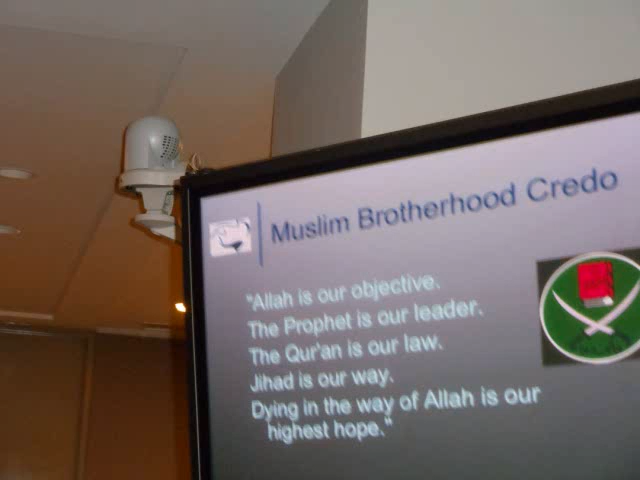 Muslim Brotherhood Credo
"Allah is our objective.
The Prophet is our leader.
The Qur'an is our law.
Jihad is our way.
Dying in the way of Allah is our
highest hope."